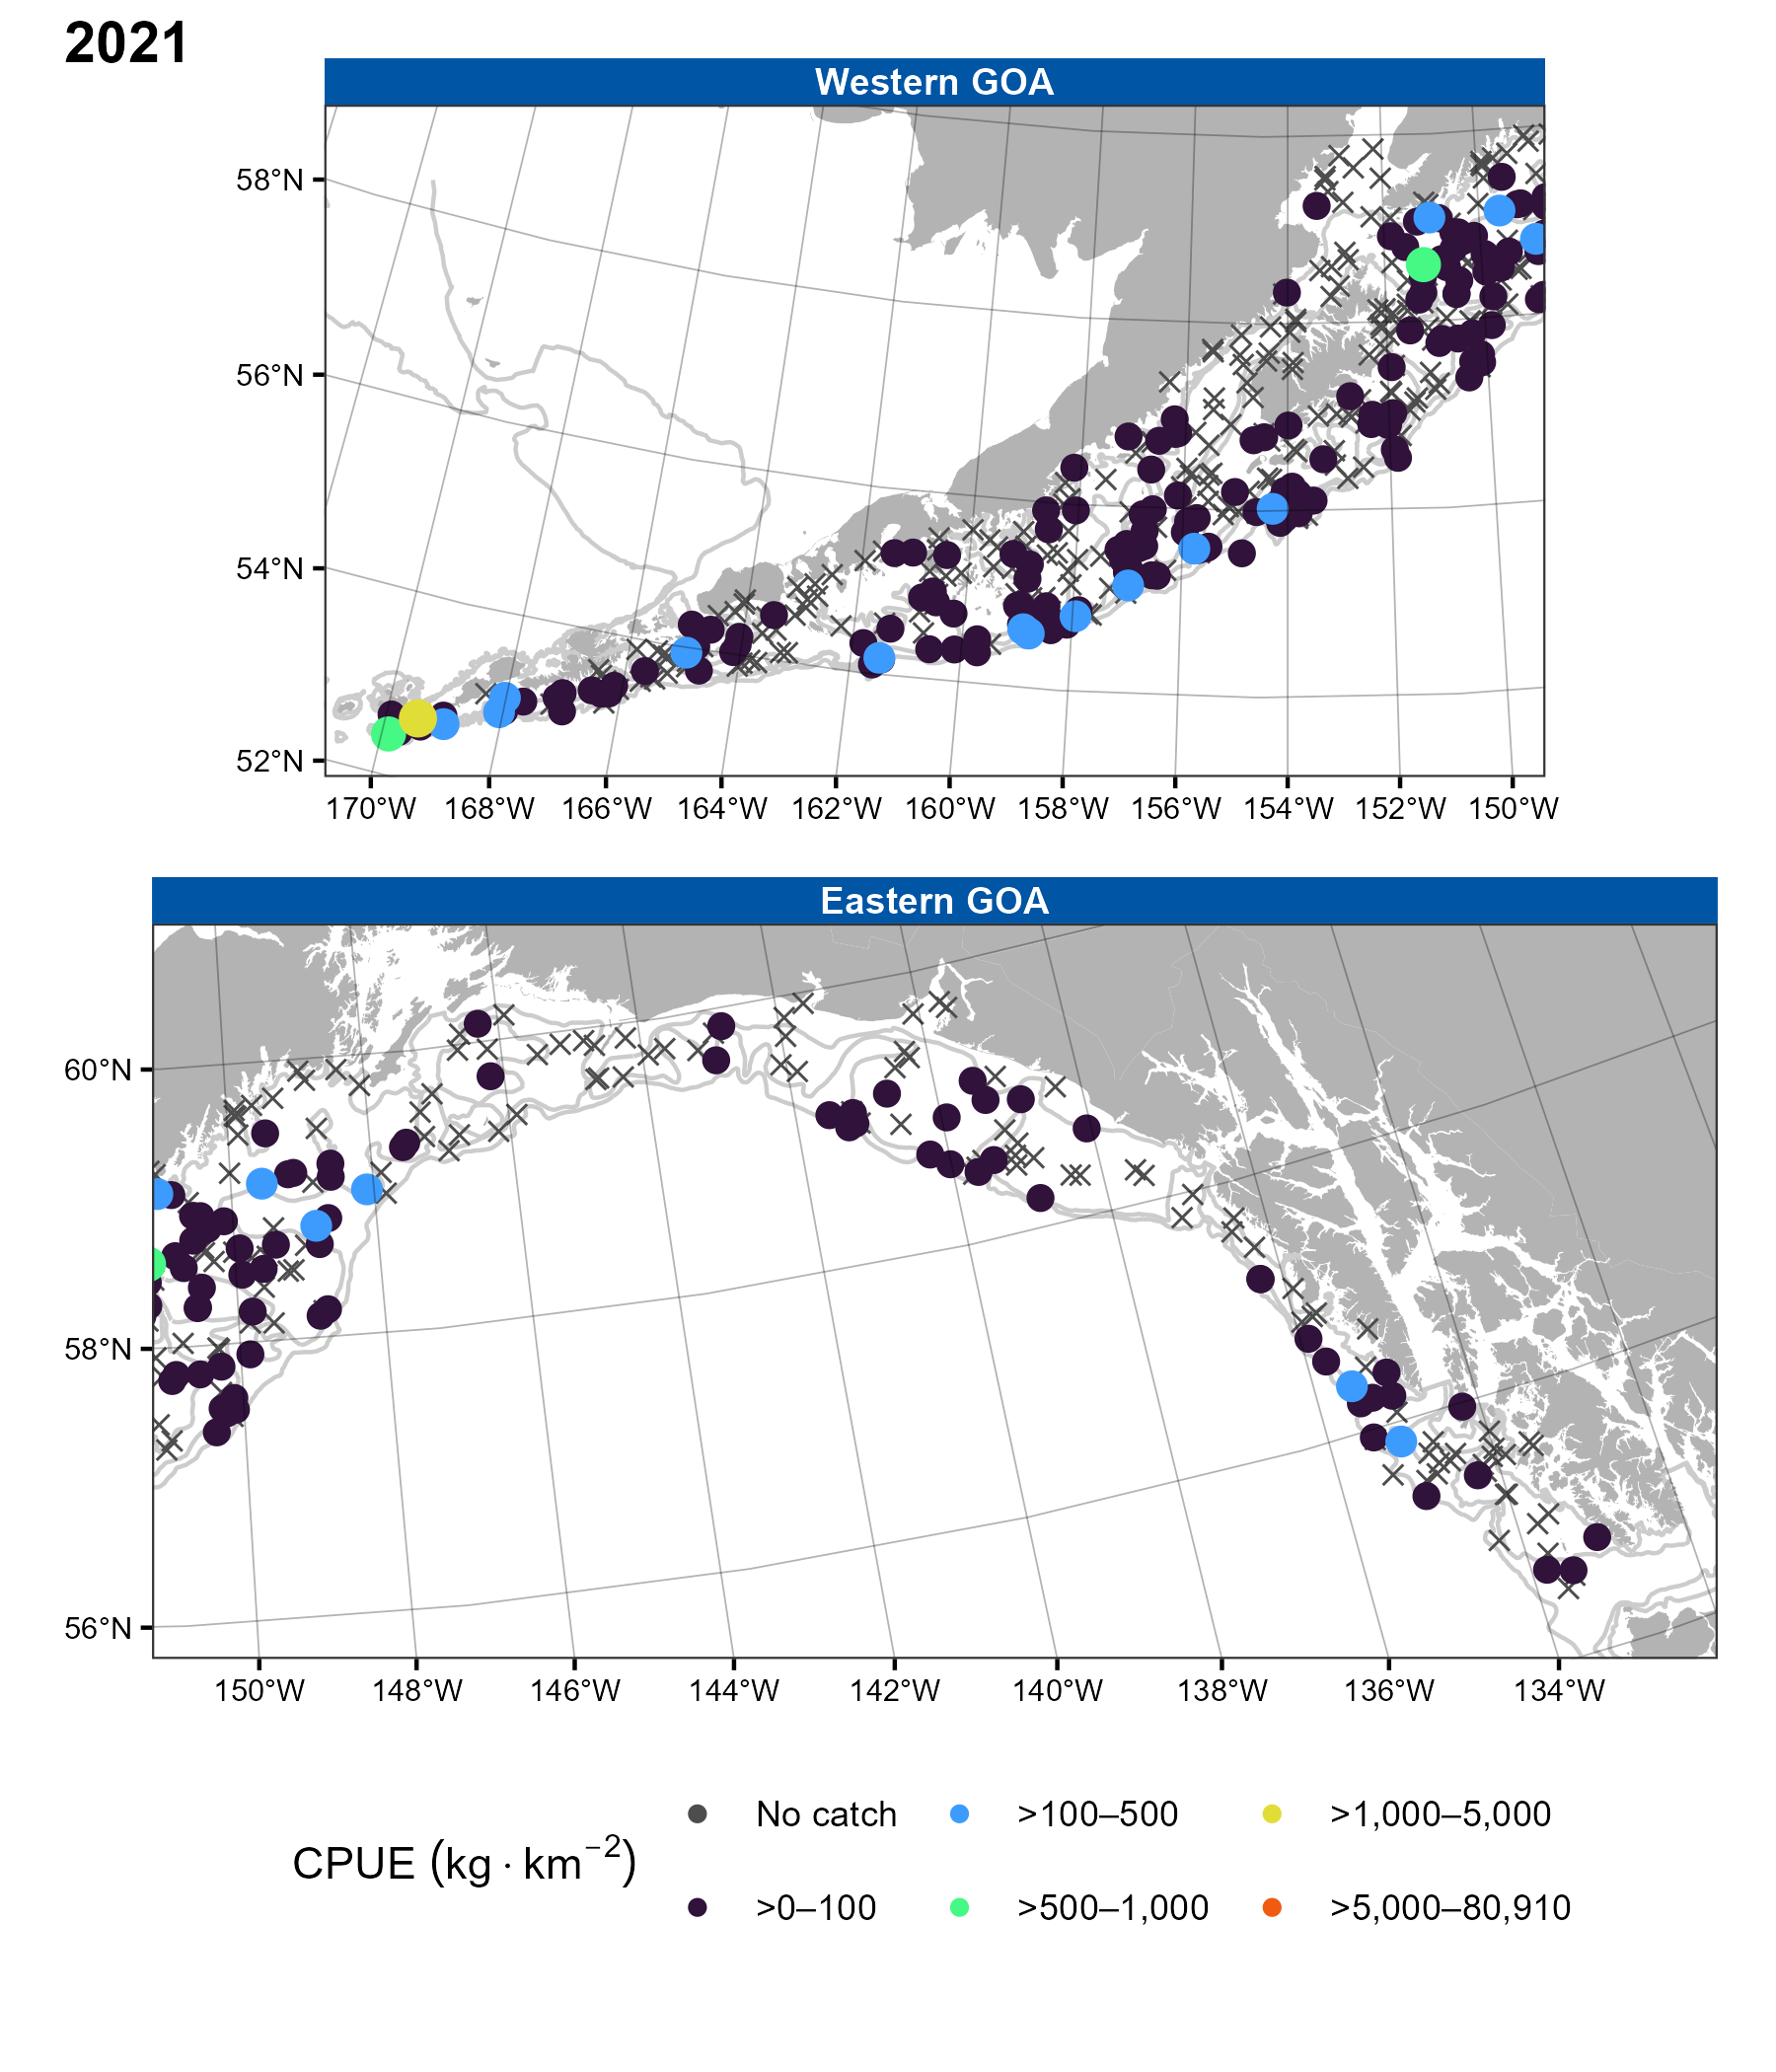 2021
Western GOA
58°N
56°N
54°N
52°N
170°W 168°W 166°W 164°W 162°W 160°W 158°W 156°W 154°W 152°W 150°W
Eastern GOA
60°N
58°N
56°N
150°W 148°W 146°W 144°W 142°W 140°W 138°W 136°W 134°W
CPUE (kg · km⁻²)
No catch >100–500 >1,000–5,000
>0–100 >500–1,000 >5,000–80,910